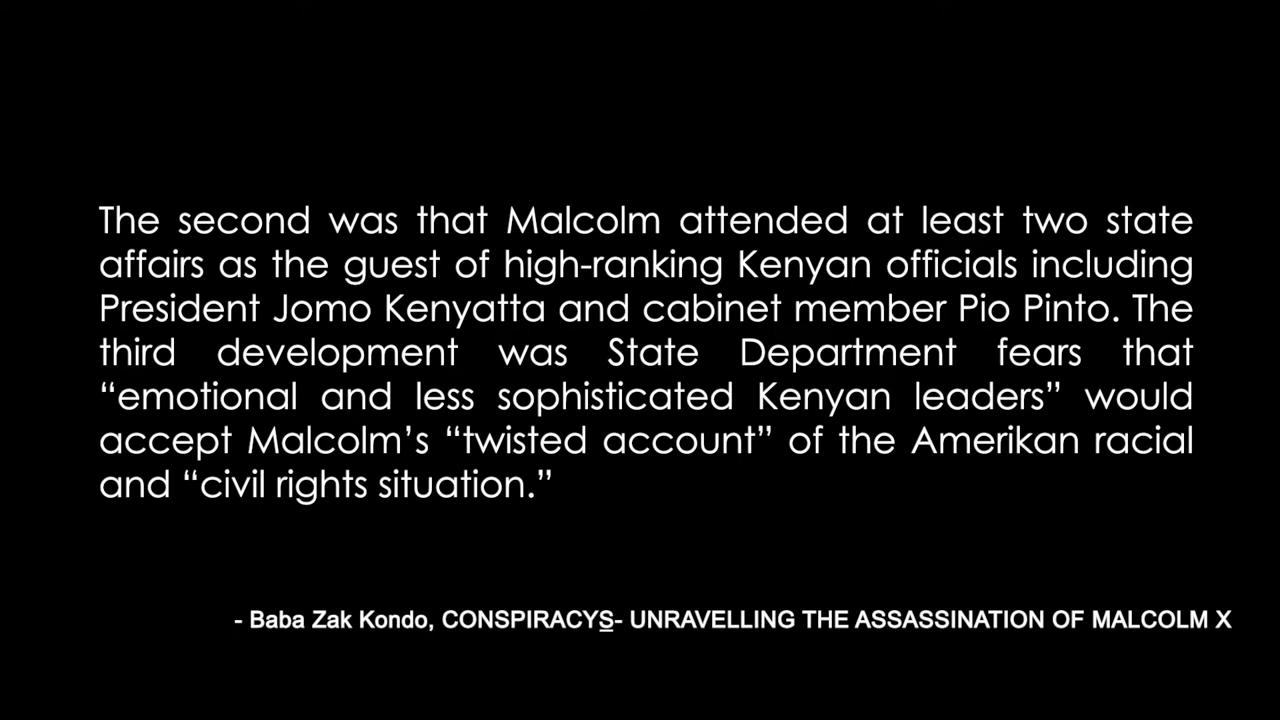 The second was that Malcolm attended at least two state
affairs as the guest of high-ranking Kenyan officials including
President Jomo Kenyatta and cabinet member Pio Pinto. The
third development was State Department fears that
“emotional and less sophisticated Kenyan leaders” would
accept Malcolm’s “twisted account” of the Amerikan racial
and “civil rights situation.”
- Baba Zak Kondo, CONSPIRACYS- UNRAVELLING THE ASSASSINATION OF MALCOLM X